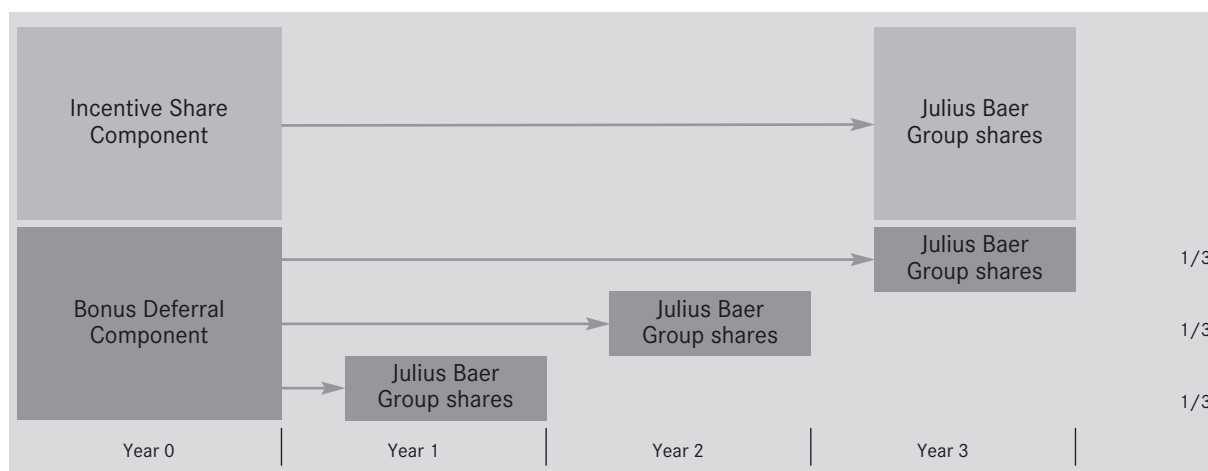 Incentive Share
Component
Julius Baer
Group shares
Bonus Deferral
Component
Julius Baer
Group shares
1/3
Julius Baer
Group shares
1/3
Julius Baer
Group shares
1/3
Year 0
Year 1
Year 2
Year 3